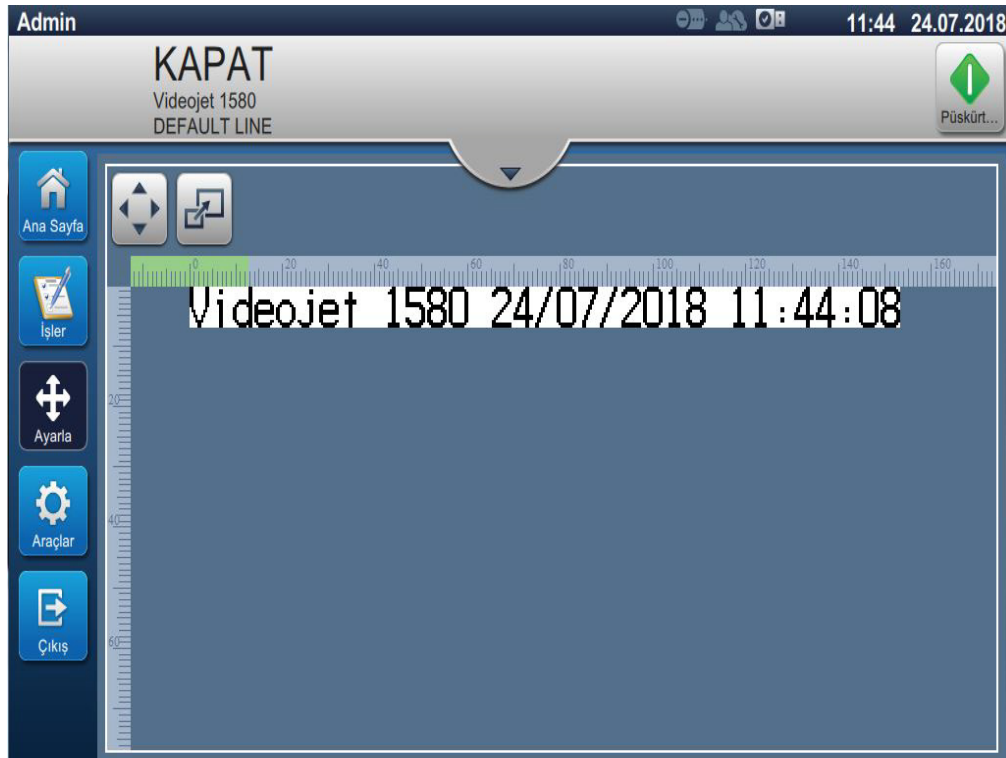 Admin 11:44 24.07.2018
KAPAT
Videojet 1580
DEFAULT LINE
Püskürt...
Ana Sayfa
İşler
Ayarla
Araçlar
Çıkış
0 20 40 60 80 100 120 140 160
Videojet 1580 24/07/2018 11:44:08
20
40
60